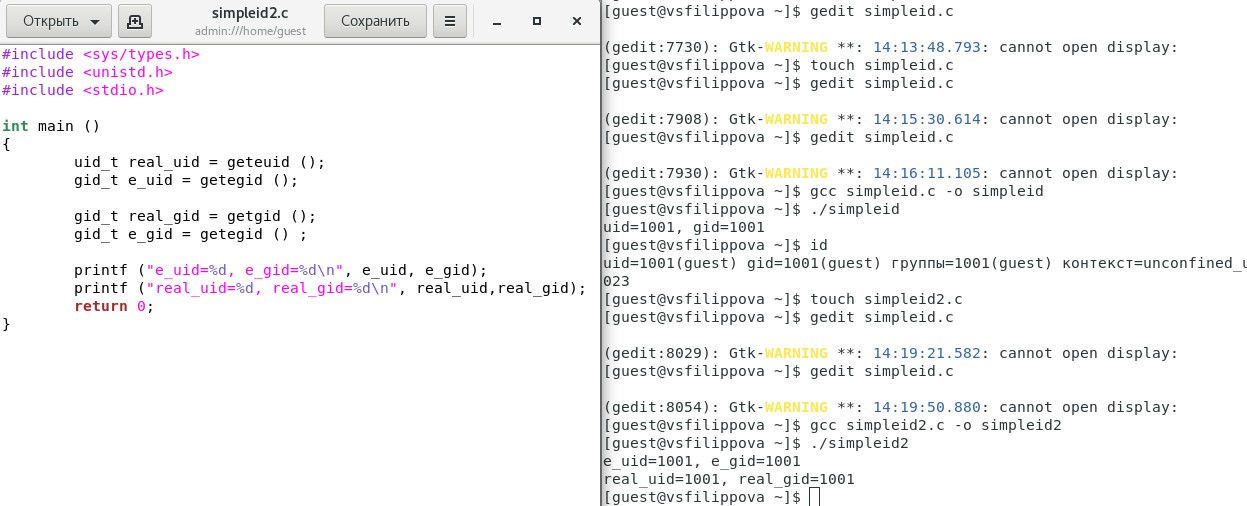 Открыть
simpleid2.c
admin:///home/guest
Сохранить
#include <sys/types.h>
#include <unistd.h>
#include <stdio.h>
int main ()
{
uid_t real_uid = geteuid ();
gid_t e_uid = getegid ();
gid_t real_gid = getgid ();
gid_t e_gid = getegid () ;
printf ("e_uid=%d, e_gid=%d\n", e_uid, e_gid);
printf ("real_uid=%d, real_gid=%d\n", real_uid,real_gid);
return 0;
}
[guest@vsfilippova ~]$ gedit simpleid.c
(gedit:7730): Gtk-WARNING **: 14:13:48.793: cannot open display:
[guest@vsfilippova ~]$ touch simpleid.c
[guest@vsfilippova ~]$ gedit simpleid.c
(gedit:7908): Gtk-WARNING **: 14:15:30.614: cannot open display:
[guest@vsfilippova ~]$ gedit simpleid.c
(gedit:7930): Gtk-WARNING **: 14:16:11.105: cannot open display:
[guest@vsfilippova ~]$ gcc simpleid.c -o simpleid
[guest@vsfilippova ~]$ ./simpleid
uid=1001, gid=1001
[guest@vsfilippova ~]$ id
uid=1001(guest) gid=1001(guest) группы=1001(guest) контекст=unconfined_u
023
[guest@vsfilippova ~]$ touch simpleid2.c
[guest@vsfilippova ~]$ gedit simpleid.c
(gedit:8029): Gtk-WARNING **: 14:19:21.582: cannot open display:
[guest@vsfilippova ~]$ gedit simpleid.c
(gedit:8054): Gtk-WARNING **: 14:19:50.880: cannot open display:
[guest@vsfilippova ~]$ gcc simpleid2.c -o simpleid2
[guest@vsfilippova ~]$ ./simpleid2
e_uid=1001, e_gid=1001
real_uid=1001, real_gid=1001
[guest@vsfilippova ~]$